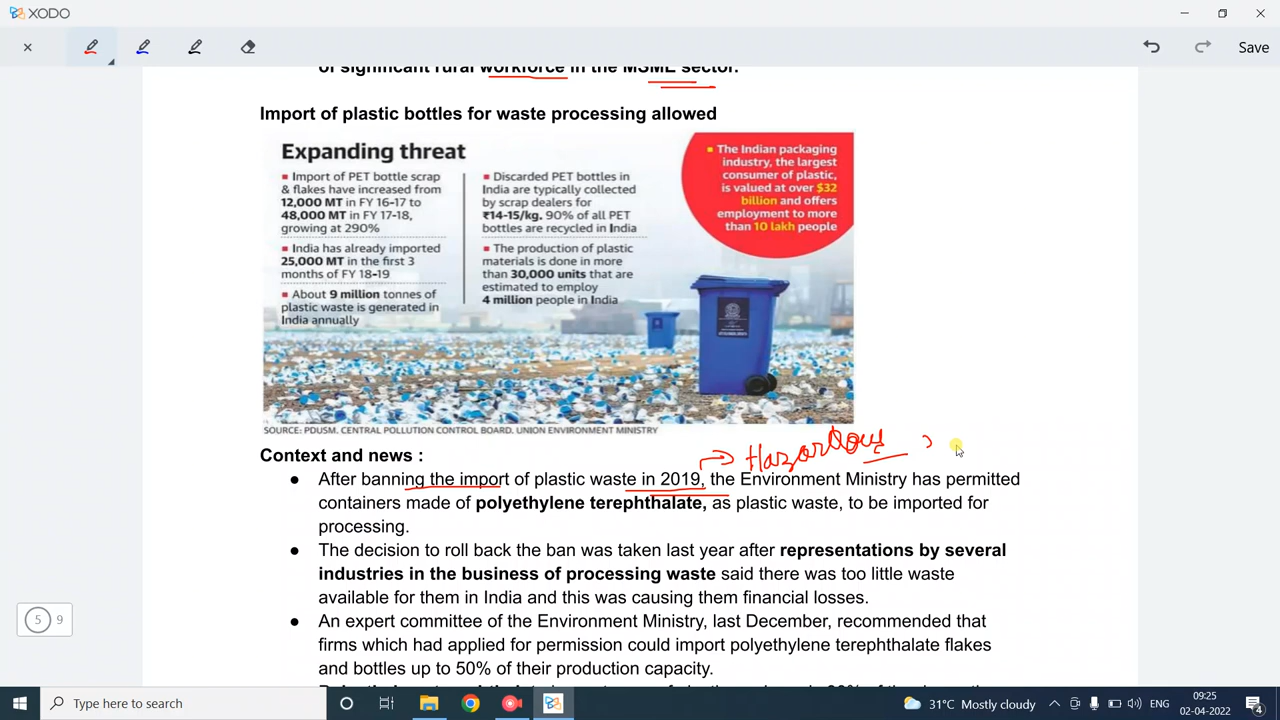 XODO
Save
of significant rural workforce in the MSME sector.
Import of plastic bottles for waste processing allowed
Expanding threat
Import of PET bottle scrap
& flakes have increased from
12,000 MT in FY 16-17 to
48,000 MT in FY 17-18,
growing at 290%
India has already imported
25,000 MT in the first 3
months of FY 18-19
About 9 million tonnes of
plastic waste is generated in
India annually
Discarded PET bottles in
India are typically collected
by scrap dealers for
₹14-15/kg. 90% of all PET
bottles are recycled in India
The production of plastic
materials is done in more
than 30,000 units that are
estimated to employ
4 million people in India
The Indian packaging
industry, the largest
consumer of plastic,
is valued at over $32
billion and offers
employment to more
than 10 lakh people
SOURCE: PDUSM. CENTRAL POLLUTION CONTROL BOARD. UNION ENVIRONMENT MINISTRY
Hazardous
Context and news :
● After banning the import of plastic waste in 2019, the Environment Ministry has permitted
containers made of polyethylene terephthalate, as plastic waste, to be imported for
processing.
● The decision to roll back the ban was taken last year after representations by several
industries in the business of processing waste said there was too little waste
available for them in India and this was causing them financial losses.
● An expert committee of the Environment Ministry, last December, recommended that
firms which had applied for permission could import polyethylene terephthalate flakes
and bottles up to 50% of their production capacity.
5 9
Type here to search
31°C Mostly cloudy
ENG
09:25
02-04-2022
4